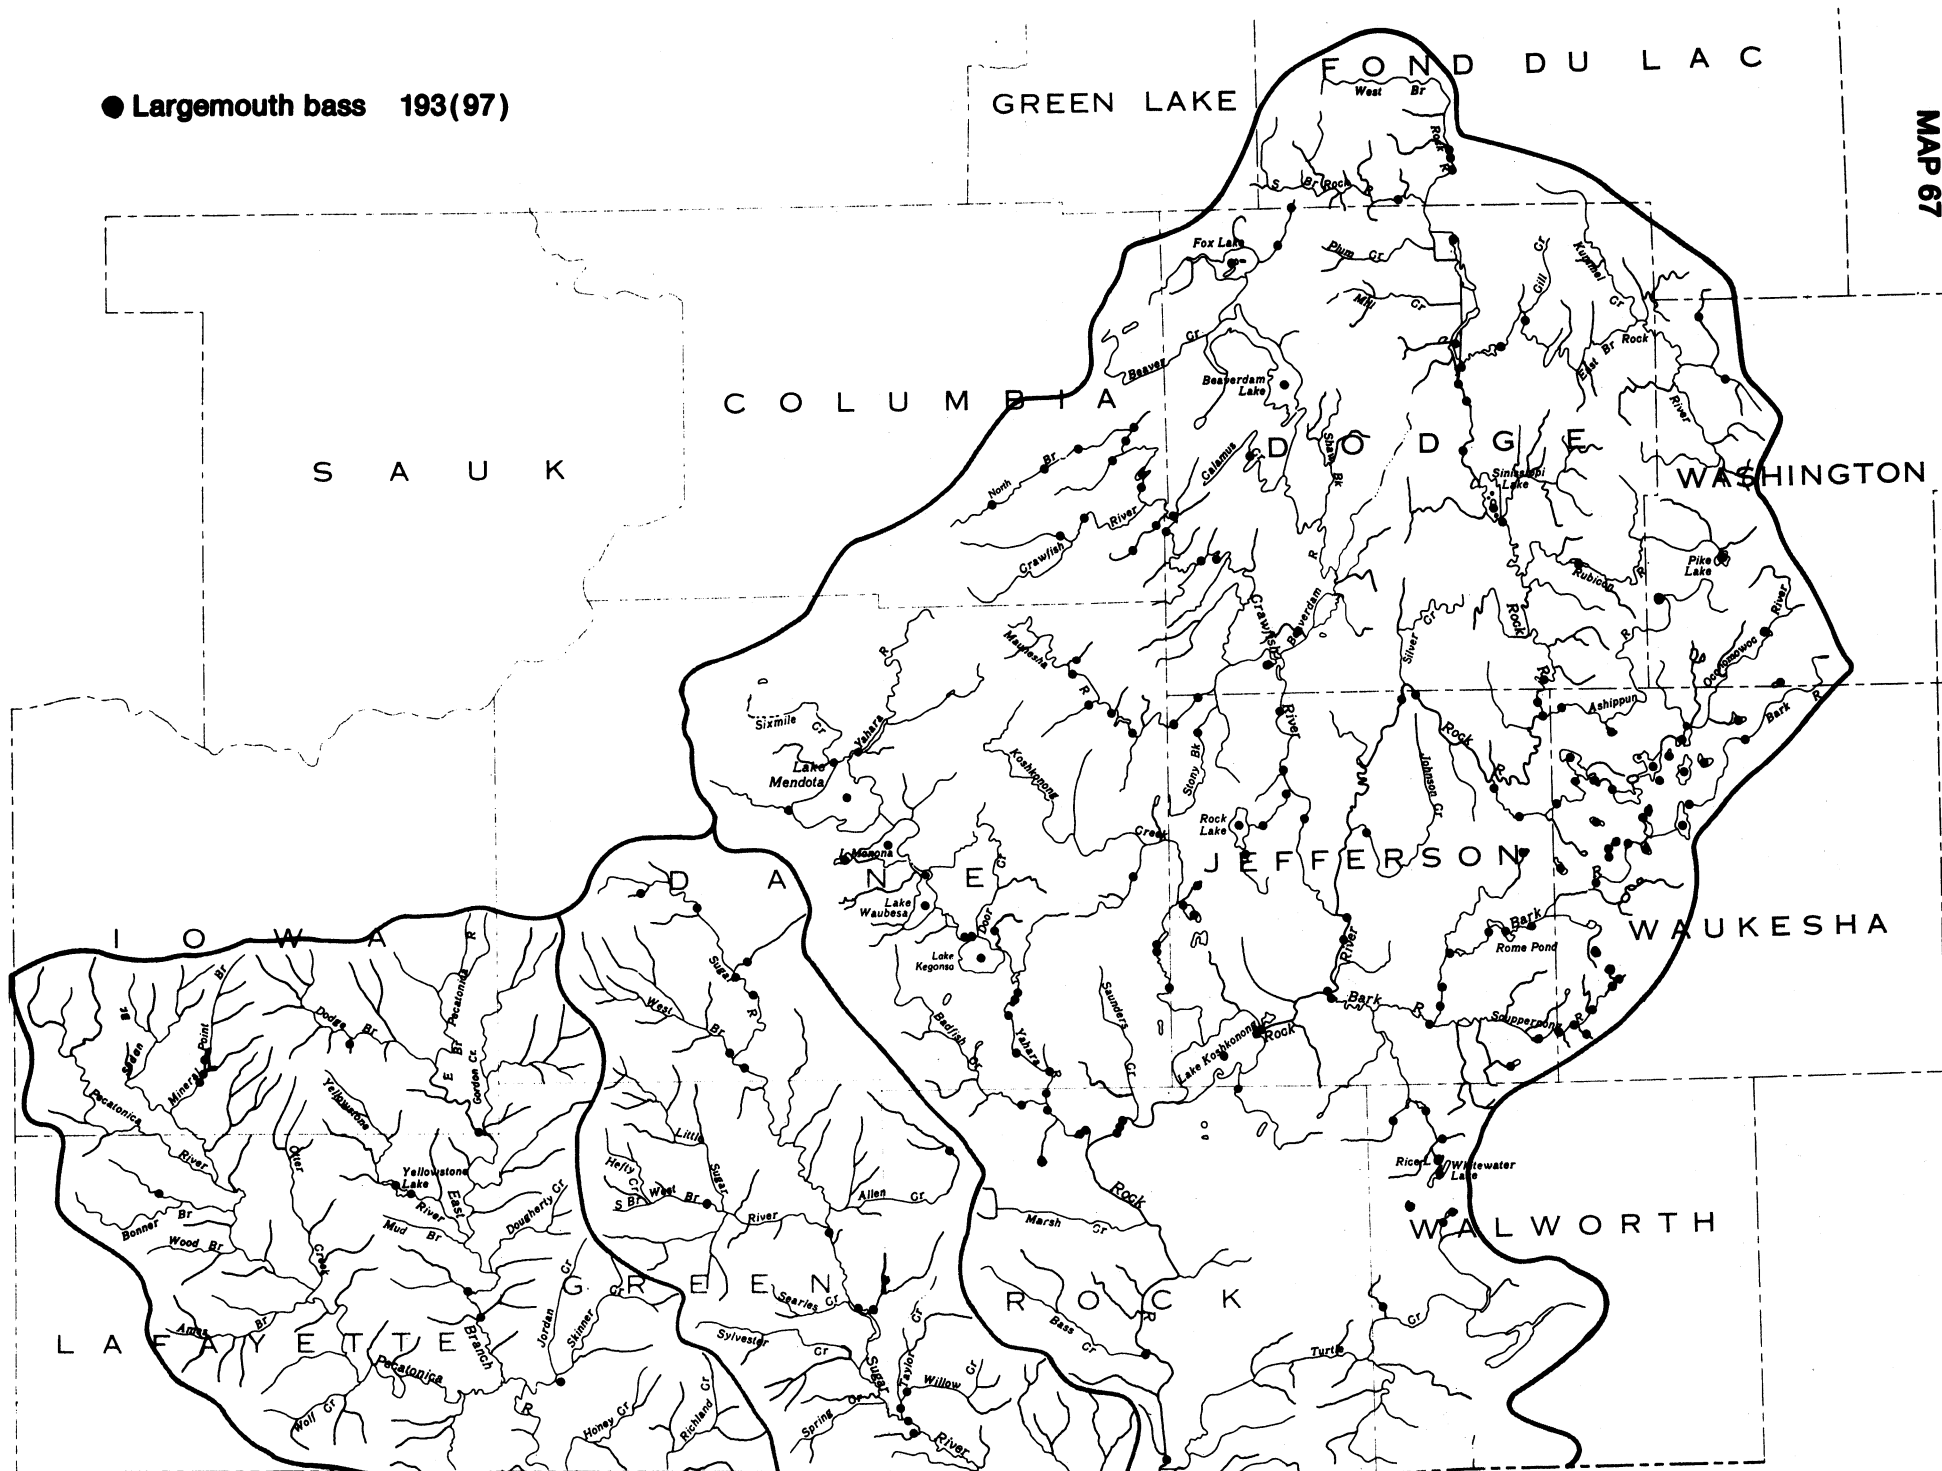 FOND DU LAC
West Br
GREEN LAKE
● Largemouth bass 193(97)
MAP 67
Rock R
S Br Rock R
Fox Lake
Plum Cr
Gill Cr
Kummel Cr
Mill Cr
Beaver Cr
East Br Rock River
Beaverdam Lake
COLUMBIA
DODGE
SAUK
North Br
Calamus Cr
Shaw Bk
Sinissippi Lake
WASHINGTON
Crawfish River
Pike Lake
Rubicon R
Beaverdam R
Crawfish River
Rock R
Silver Cr
Maunesha R
Oconomowoc River
Ashippun R
Bark R
Sixmile Cr
Yahara R
Lake Mendota
Koshkonong Creek
Stony Bk
Rock R
Johnson Cr
Rock Lake
JEFFERSON
L Monona
DANE
Lake Waubesa
Door Cr
Bark R
Rome Pond
WAUKESHA
Lake Kegonsa
River
IOWA
Pecatonica R
E Br
Sugar R
West Br
Dodge Br
Mineral Point Br
Gordon Cr
Badfish Cr
Yahara R
Saunders Cr
Lake Koshkonong
Rock
Bark R
Scuppernong R
Pecatonica River
Yellowstone River
Otter Creek
Little Sugar River
Hefty Cr
S Br West Br
Yellowstone Lake
East Branch
Dougherty Cr
Allen Cr
Rice L
Whitewater Lake
Bonner Br
Wood Br
Mud Br
Marsh Cr
Rock R
WALWORTH
GREEN
Searles Cr
ROCK
Jordan Cr
Skinner Cr
Ames Br
LAFAYETTE
Sylvester Cr
Bass Cr
Turtle Cr
Pecatonica R
Sugar River
Taylor Cr
Willow Cr
Wolf Cr
Honey Cr
Richland Cr
Spring Cr